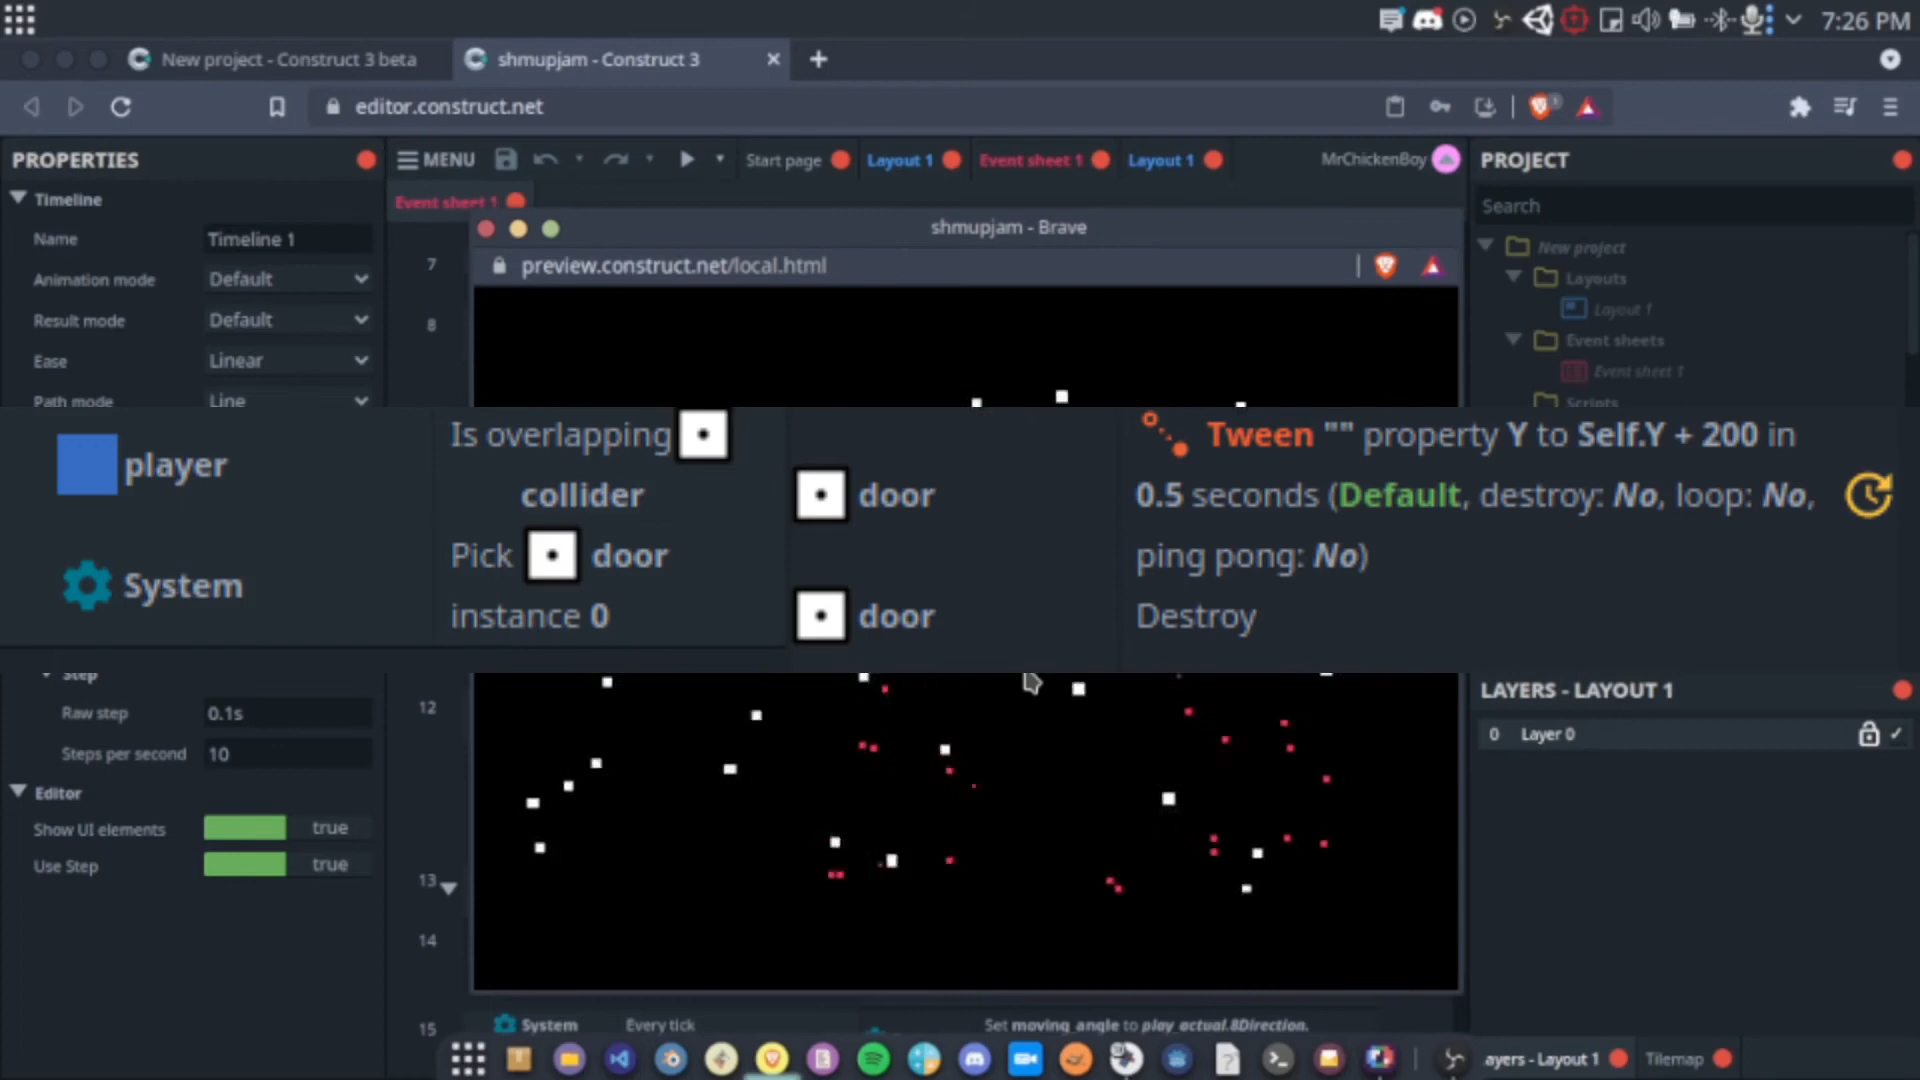 7:26 PM
New project - Construct 3 beta
shmupjam - Construct 3
editor.construct.net
PROPERTIES
MENU
Start page
Layout 1
Event sheet 1
Layout 1
MrChickenBoy
PROJECT
Timeline
Event sheet 1
Search
Name
Timeline 1
shmupjam - Brave
New project
7
preview.construct.net/local.html
Animation mode
Default
Layouts
Layout 1
Result mode
Default
8
Event sheets
Ease
Linear
Event sheet 1
Path mode
Line
Scripts
player
Is overlapping
collider
Pick door
instance 0
System
door
door
Tween "" property Y to Self.Y + 200 in
0.5 seconds (Default, destroy: No, loop: No,
ping pong: No)
Destroy
Step
Raw step
0.1s
12
LAYERS - LAYOUT 1
0 Layer 0
Steps per second
10
Editor
Show UI elements
true
Use Step
true
13
14
15
System
Every tick
Set moving_angle to play_actual.8Direction.
ayers - Layout 1
Tilemap